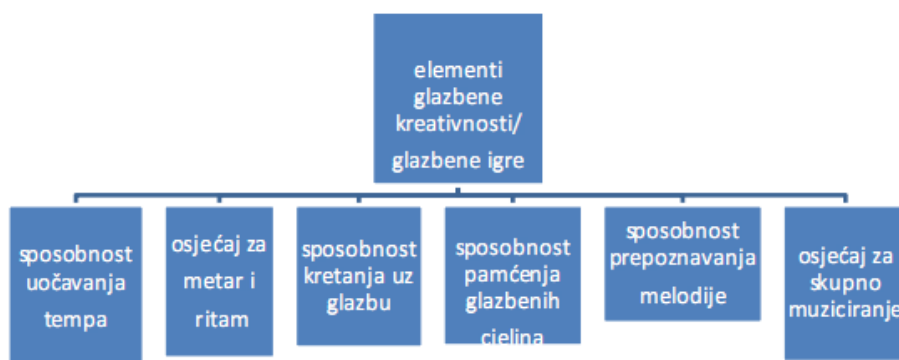 elementi
glazbene
kreativnosti/
glazbene igre
sposobnost
uočavanja
tempa
osjećaj za
metar i
ritam
sposobnost
kretanja uz
glazbu
sposobnost
pamćenja
glazbenih
cjelina
sposobnost
prepoznavanja
melodije
osjećaj za
skupno
muziciranje